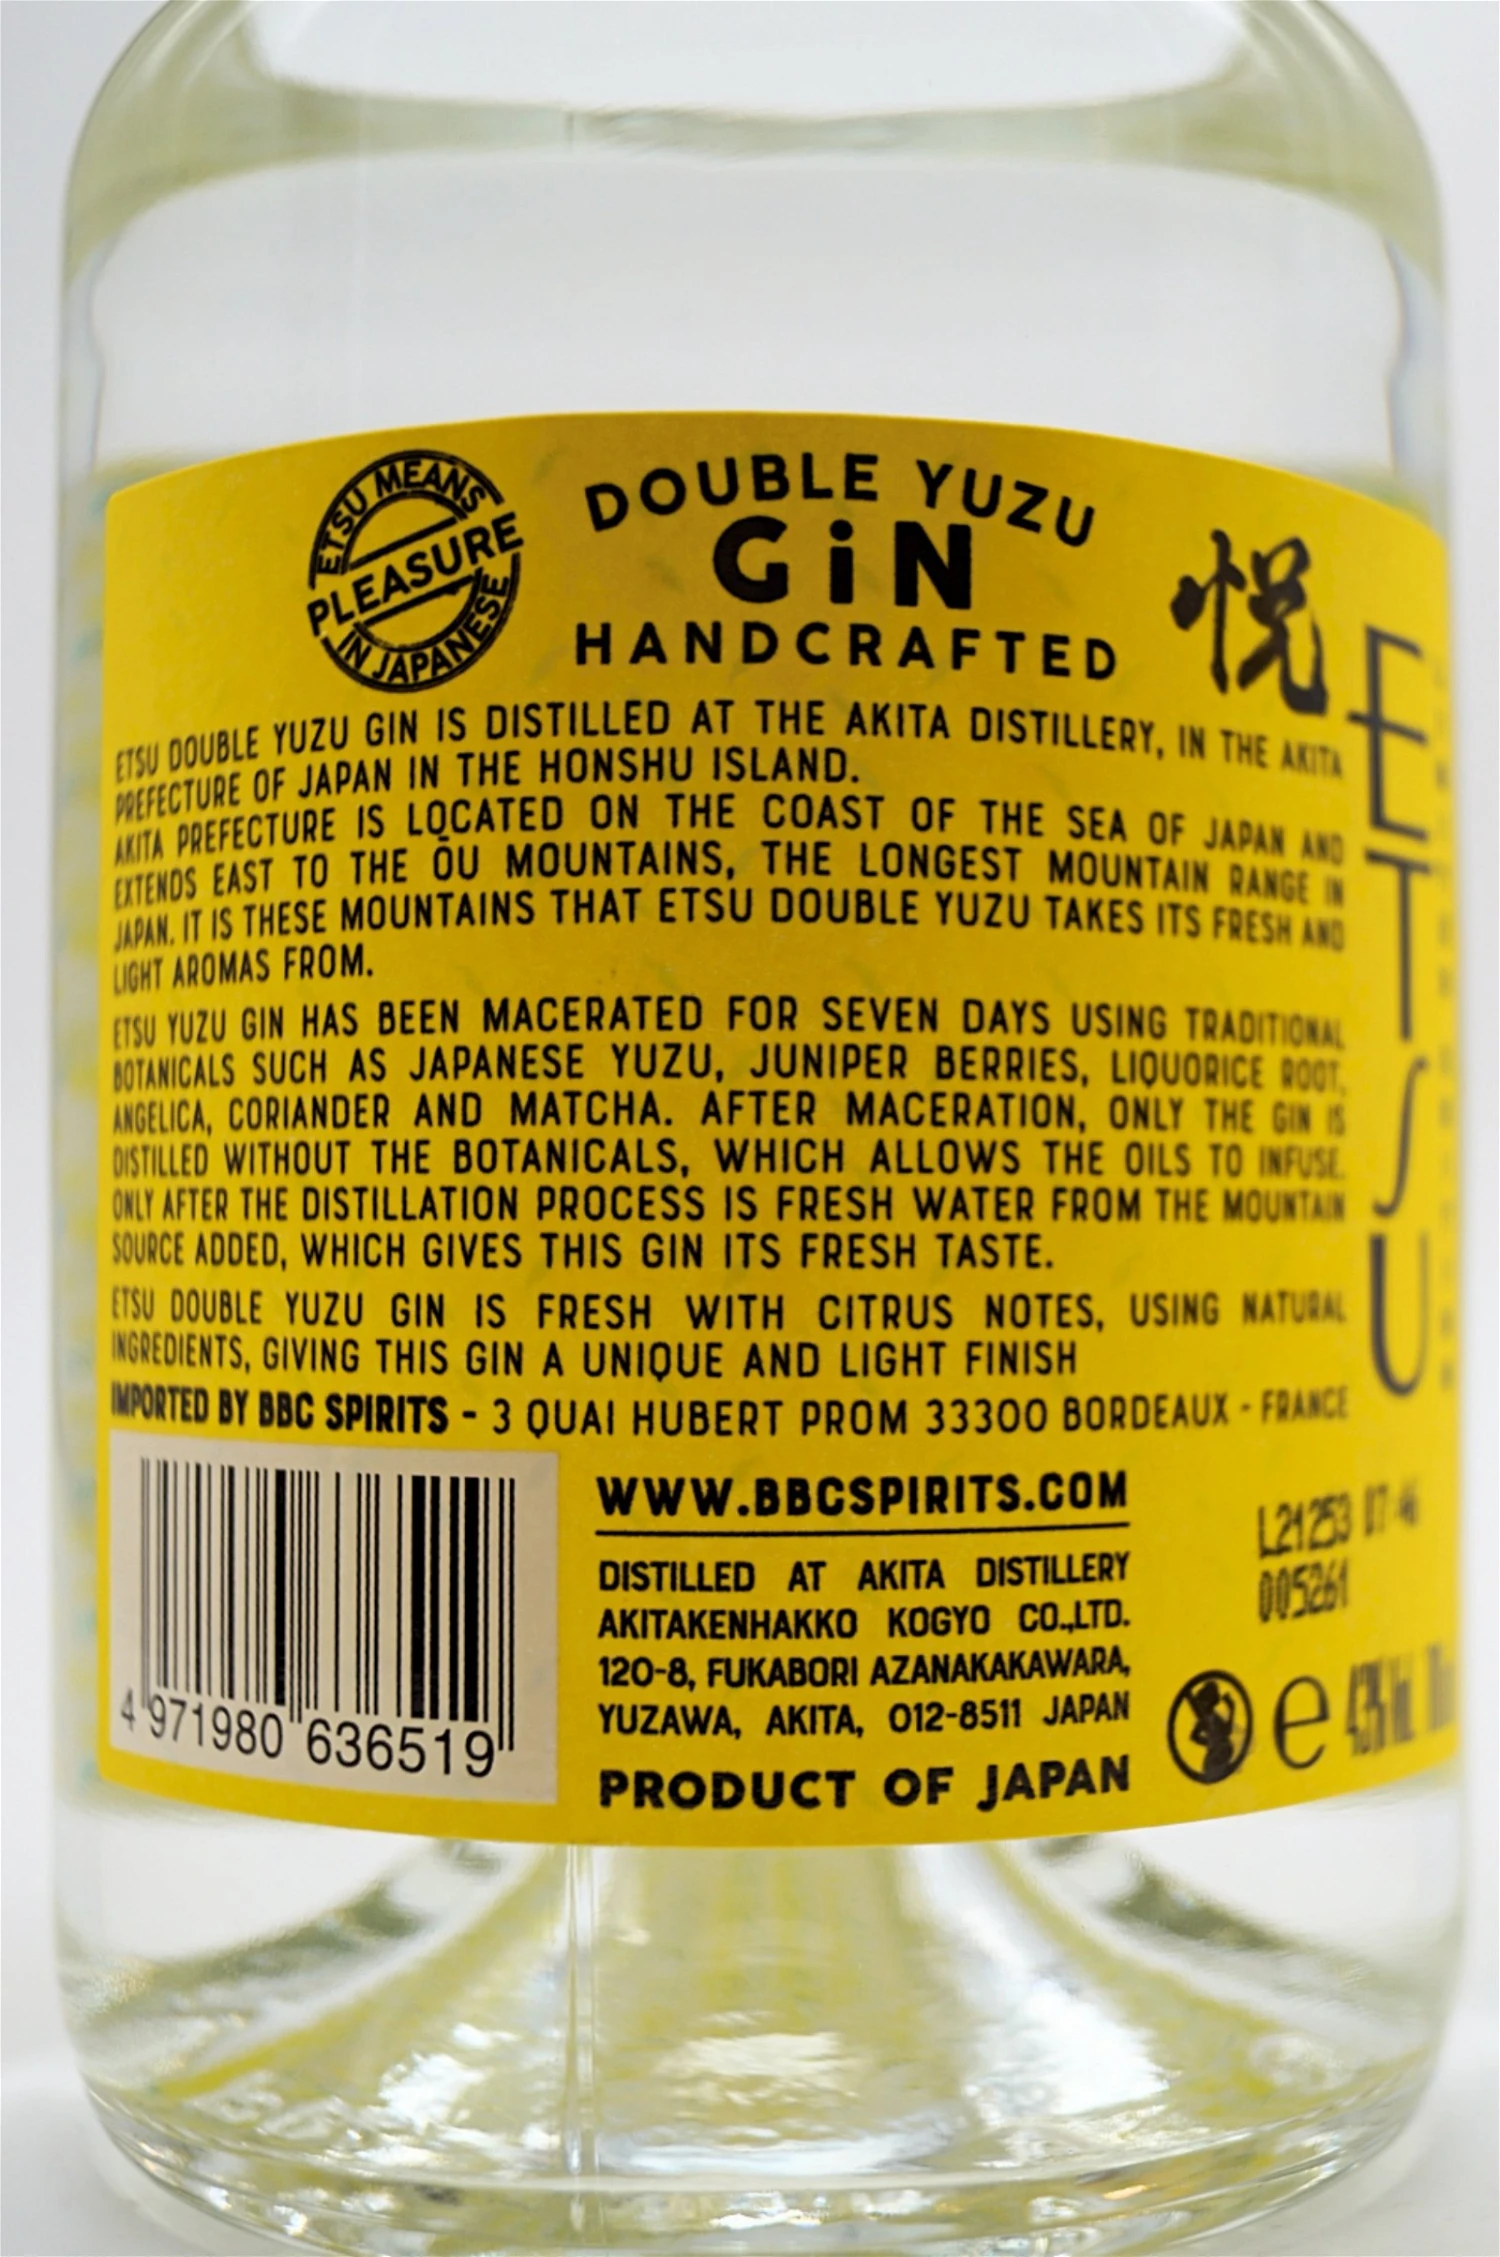 ETSU MEANS
PLEASURE
IN JAPANESE
DOUBLE YUZU
GiN
HANDCRAFTED
悦
ETSU
ETSU DOUBLE YUZU GIN IS DISTILLED AT THE AKITA DISTILLERY, IN THE AKITA
PREFECTURE OF JAPAN IN THE HONSHU ISLAND.
AKITA PREFECTURE IS LOCATED ON THE COAST OF THE SEA OF JAPAN AND
EXTENDS EAST TO THE ŌU MOUNTAINS, THE LONGEST MOUNTAIN RANGE IN
JAPAN. IT IS THESE MOUNTAINS THAT ETSU DOUBLE YUZU TAKES ITS FRESH AND
LIGHT AROMAS FROM.
ETSU YUZU GIN HAS BEEN MACERATED FOR SEVEN DAYS USING TRADITIONAL
BOTANICALS SUCH AS JAPANESE YUZU, JUNIPER BERRIES, LIQUORICE ROOT,
ANGELICA, CORIANDER AND MATCHA. AFTER MACERATION, ONLY THE GIN IS
DISTILLED WITHOUT THE BOTANICALS, WHICH ALLOWS THE OILS TO INFUSE.
ONLY AFTER THE DISTILLATION PROCESS IS FRESH WATER FROM THE MOUNTAIN
SOURCE ADDED, WHICH GIVES THIS GIN ITS FRESH TASTE.
ETSU DOUBLE YUZU GIN IS FRESH WITH CITRUS NOTES, USING NATURAL
INGREDIENTS, GIVING THIS GIN A UNIQUE AND LIGHT FINISH
IMPORTED BY BBC SPIRITS - 3 QUAI HUBERT PROM 33300 BORDEAUX - FRANCE
4 971980 636519
WWW.BBCSPIRITS.COM
DISTILLED AT AKITA DISTILLERY
AKITAKENHAKKO KOGYO CO.,LTD.
120-8, FUKABORI AZANAKAKAWARA,
YUZAWA, AKITA, 012-8511 JAPAN
PRODUCT OF JAPAN
L21253 07:46
005261
e 43% Vol.